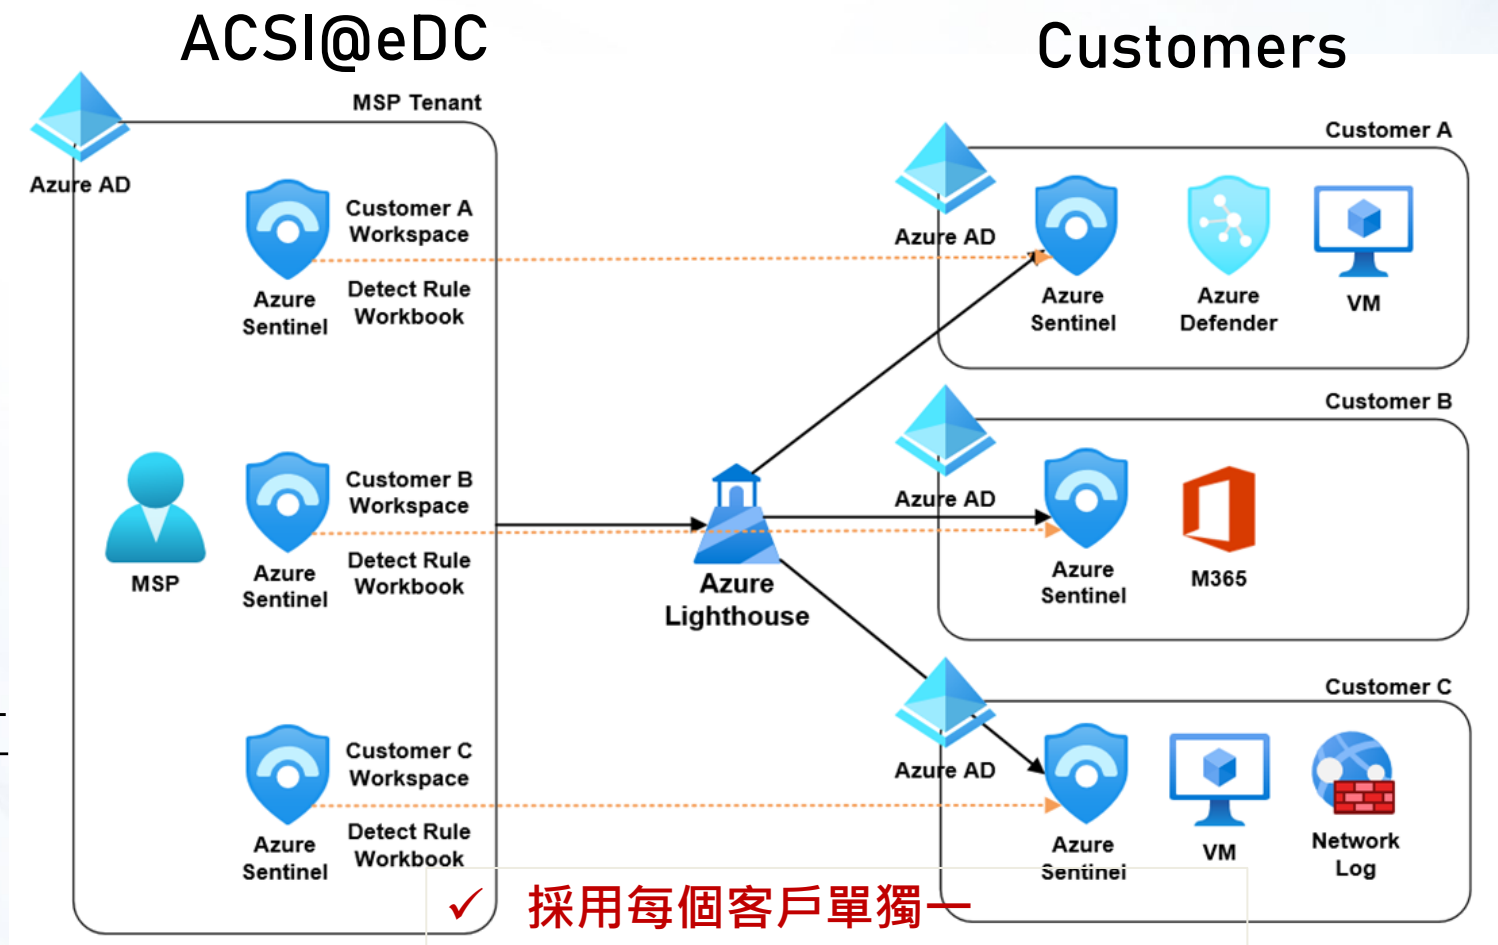 ACSI@eDC
Customers
MSP Tenant
Azure AD
Customer A
Workspace
Azure
Sentinel
Detect Rule
Workbook
MSP
Customer B
Workspace
Azure
Sentinel
Detect Rule
Workbook
Customer C
Workspace
Azure
Sentinel
Detect Rule
Workbook
Azure
Lighthouse
Customer A
Azure AD
Azure
Sentinel
Azure
Defender
VM
Customer B
Azure AD
Azure
Sentinel
M365
Customer C
Azure AD
Azure
Sentinel
VM
Network
Log
✓ 採用每個客戶單獨一